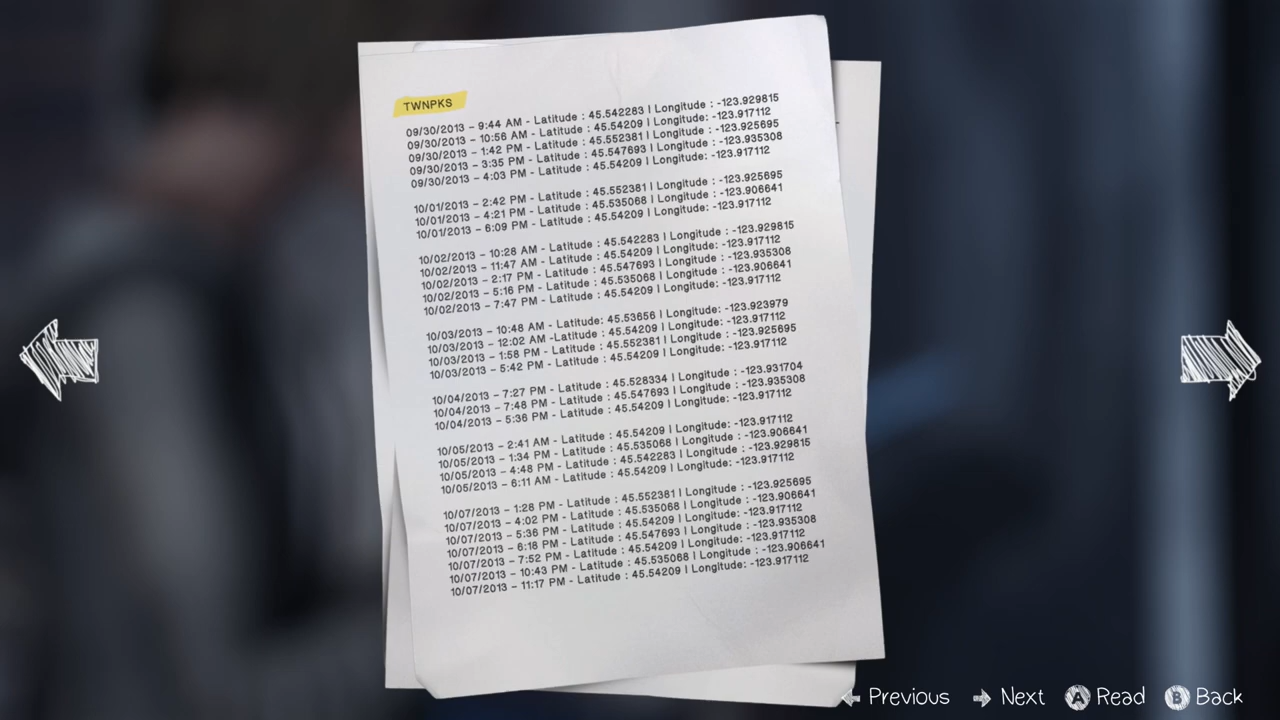 TWNPKS
09/30/2013 – 9:44 AM - Latitude : 45.542283 | Longitude : -123.929815
09/30/2013 – 10:56 AM - Latitude : 45.54209 | Longitude: -123.917112
09/30/2013 – 1:42 PM - Latitude : 45.552381 | Longitude : -123.925695
09/30/2013 – 3:35 PM - Latitude : 45.547693 | Longitude : -123.935308
09/30/2013 – 4:03 PM - Latitude : 45.54209 | Longitude: -123.917112
10/01/2013 – 2:42 PM - Latitude : 45.552381 | Longitude : -123.925695
10/01/2013 – 4:21 PM - Latitude : 45.535068 | Longitude : -123.906641
10/01/2013 – 6:09 PM - Latitude : 45.54209 | Longitude: -123.917112
10/02/2013 – 10:28 AM - Latitude : 45.542283 | Longitude : -123.929815
10/02/2013 – 11:47 AM - Latitude : 45.54209 | Longitude: -123.917112
10/02/2013 – 2:17 PM - Latitude : 45.547693 | Longitude : -123.935308
10/02/2013 – 5:16 PM - Latitude : 45.535068 | Longitude : -123.906641
10/02/2013 – 7:47 PM - Latitude : 45.54209 | Longitude: -123.917112
10/03/2013 – 10:48 AM - Latitude: 45.53656 | Longitude : -123.923979
10/03/2013 – 12:02 AM -Latitude : 45.54209 | Longitude: -123.917112
10/03/2013 – 1:58 PM - Latitude : 45.552381 | Longitude : -123.925695
10/03/2013 – 5:42 PM - Latitude : 45.54209 | Longitude: -123.917112
10/04/2013 – 7:27 PM - Latitude : 45.528334 | Longitude : -123.931704
10/04/2013 – 7:48 PM - Latitude : 45.547693 | Longitude : -123.935308
10/04/2013 – 5:36 PM - Latitude : 45.54209 | Longitude: -123.917112
10/05/2013 – 2:41 AM - Latitude : 45.54209 | Longitude: -123.917112
10/05/2013 – 1:34 PM - Latitude : 45.535068 | Longitude : -123.906641
10/05/2013 – 4:48 PM - Latitude : 45.542283 | Longitude : -123.929815
10/05/2013 – 6:11 AM - Latitude : 45.54209 | Longitude: -123.917112
10/07/2013 – 1:28 PM - Latitude : 45.552381 | Longitude : -123.925695
10/07/2013 – 4:02 PM - Latitude : 45.535068 | Longitude : -123.906641
10/07/2013 – 5:36 PM - Latitude : 45.54209 | Longitude: -123.917112
10/07/2013 – 6:18 PM - Latitude : 45.547693 | Longitude : -123.935308
10/07/2013 – 7:52 PM - Latitude : 45.54209 | Longitude: -123.917112
10/07/2013 – 10:43 PM - Latitude : 45.535068 | Longitude : -123.906641
10/07/2013 – 11:17 PM - Latitude : 45.54209 | Longitude: -123.917112
Previous Next A Read B Back